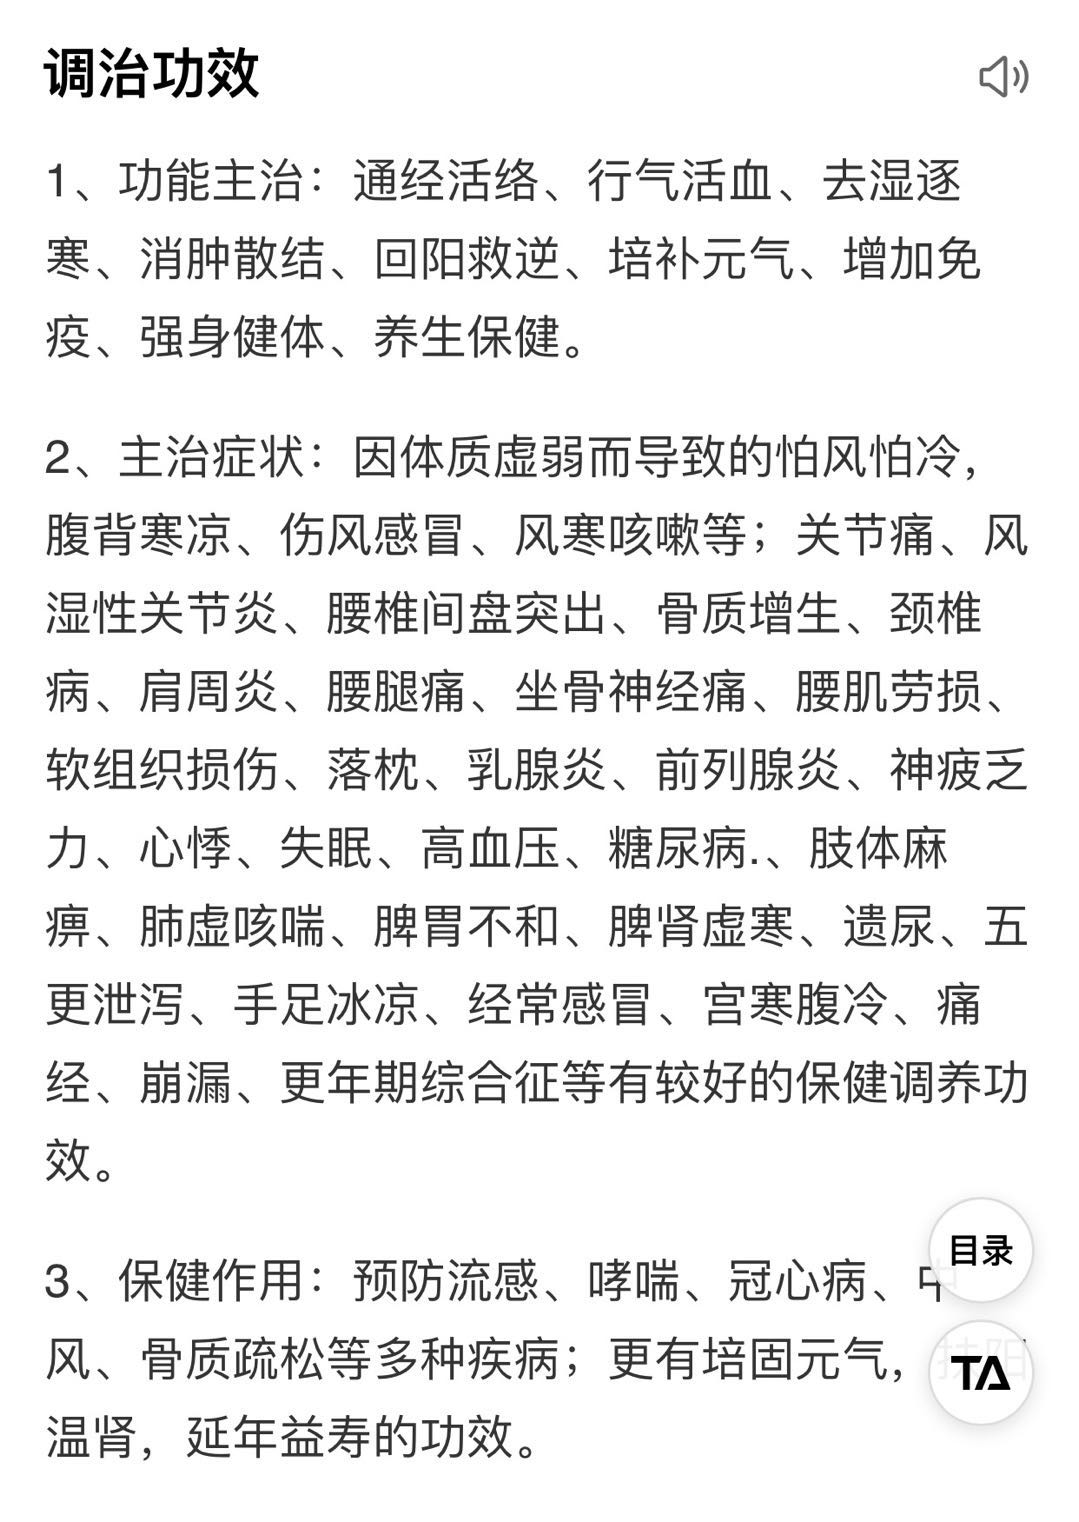 调治功效
1、功能主治：通经活络、行气活血、去湿逐
寒、消肿散结、回阳救逆、培补元气、增加免
疫、强身健体、养生保健。
2、主治症状：因体质虚弱而导致的怕风怕冷，
腹背寒凉、伤风感冒、风寒咳嗽等；关节痛、风
湿性关节炎、腰椎间盘突出、骨质增生、颈椎
病、肩周炎、腰腿痛、坐骨神经痛、腰肌劳损、
软组织损伤、落枕、乳腺炎、前列腺炎、神疲乏
力、心悸、失眠、高血压、糖尿病.、肢体麻
痹、肺虚咳喘、脾胃不和、脾肾虚寒、遗尿、五
更泄泻、手足冰凉、经常感冒、宫寒腹冷、痛
经、崩漏、更年期综合征等有较好的保健调养功
效。
目录
3、保健作用：预防流感、哮喘、冠心病、中
风、骨质疏松等多种疾病；更有培固元气，扶阳
TA
温肾，延年益寿的功效。